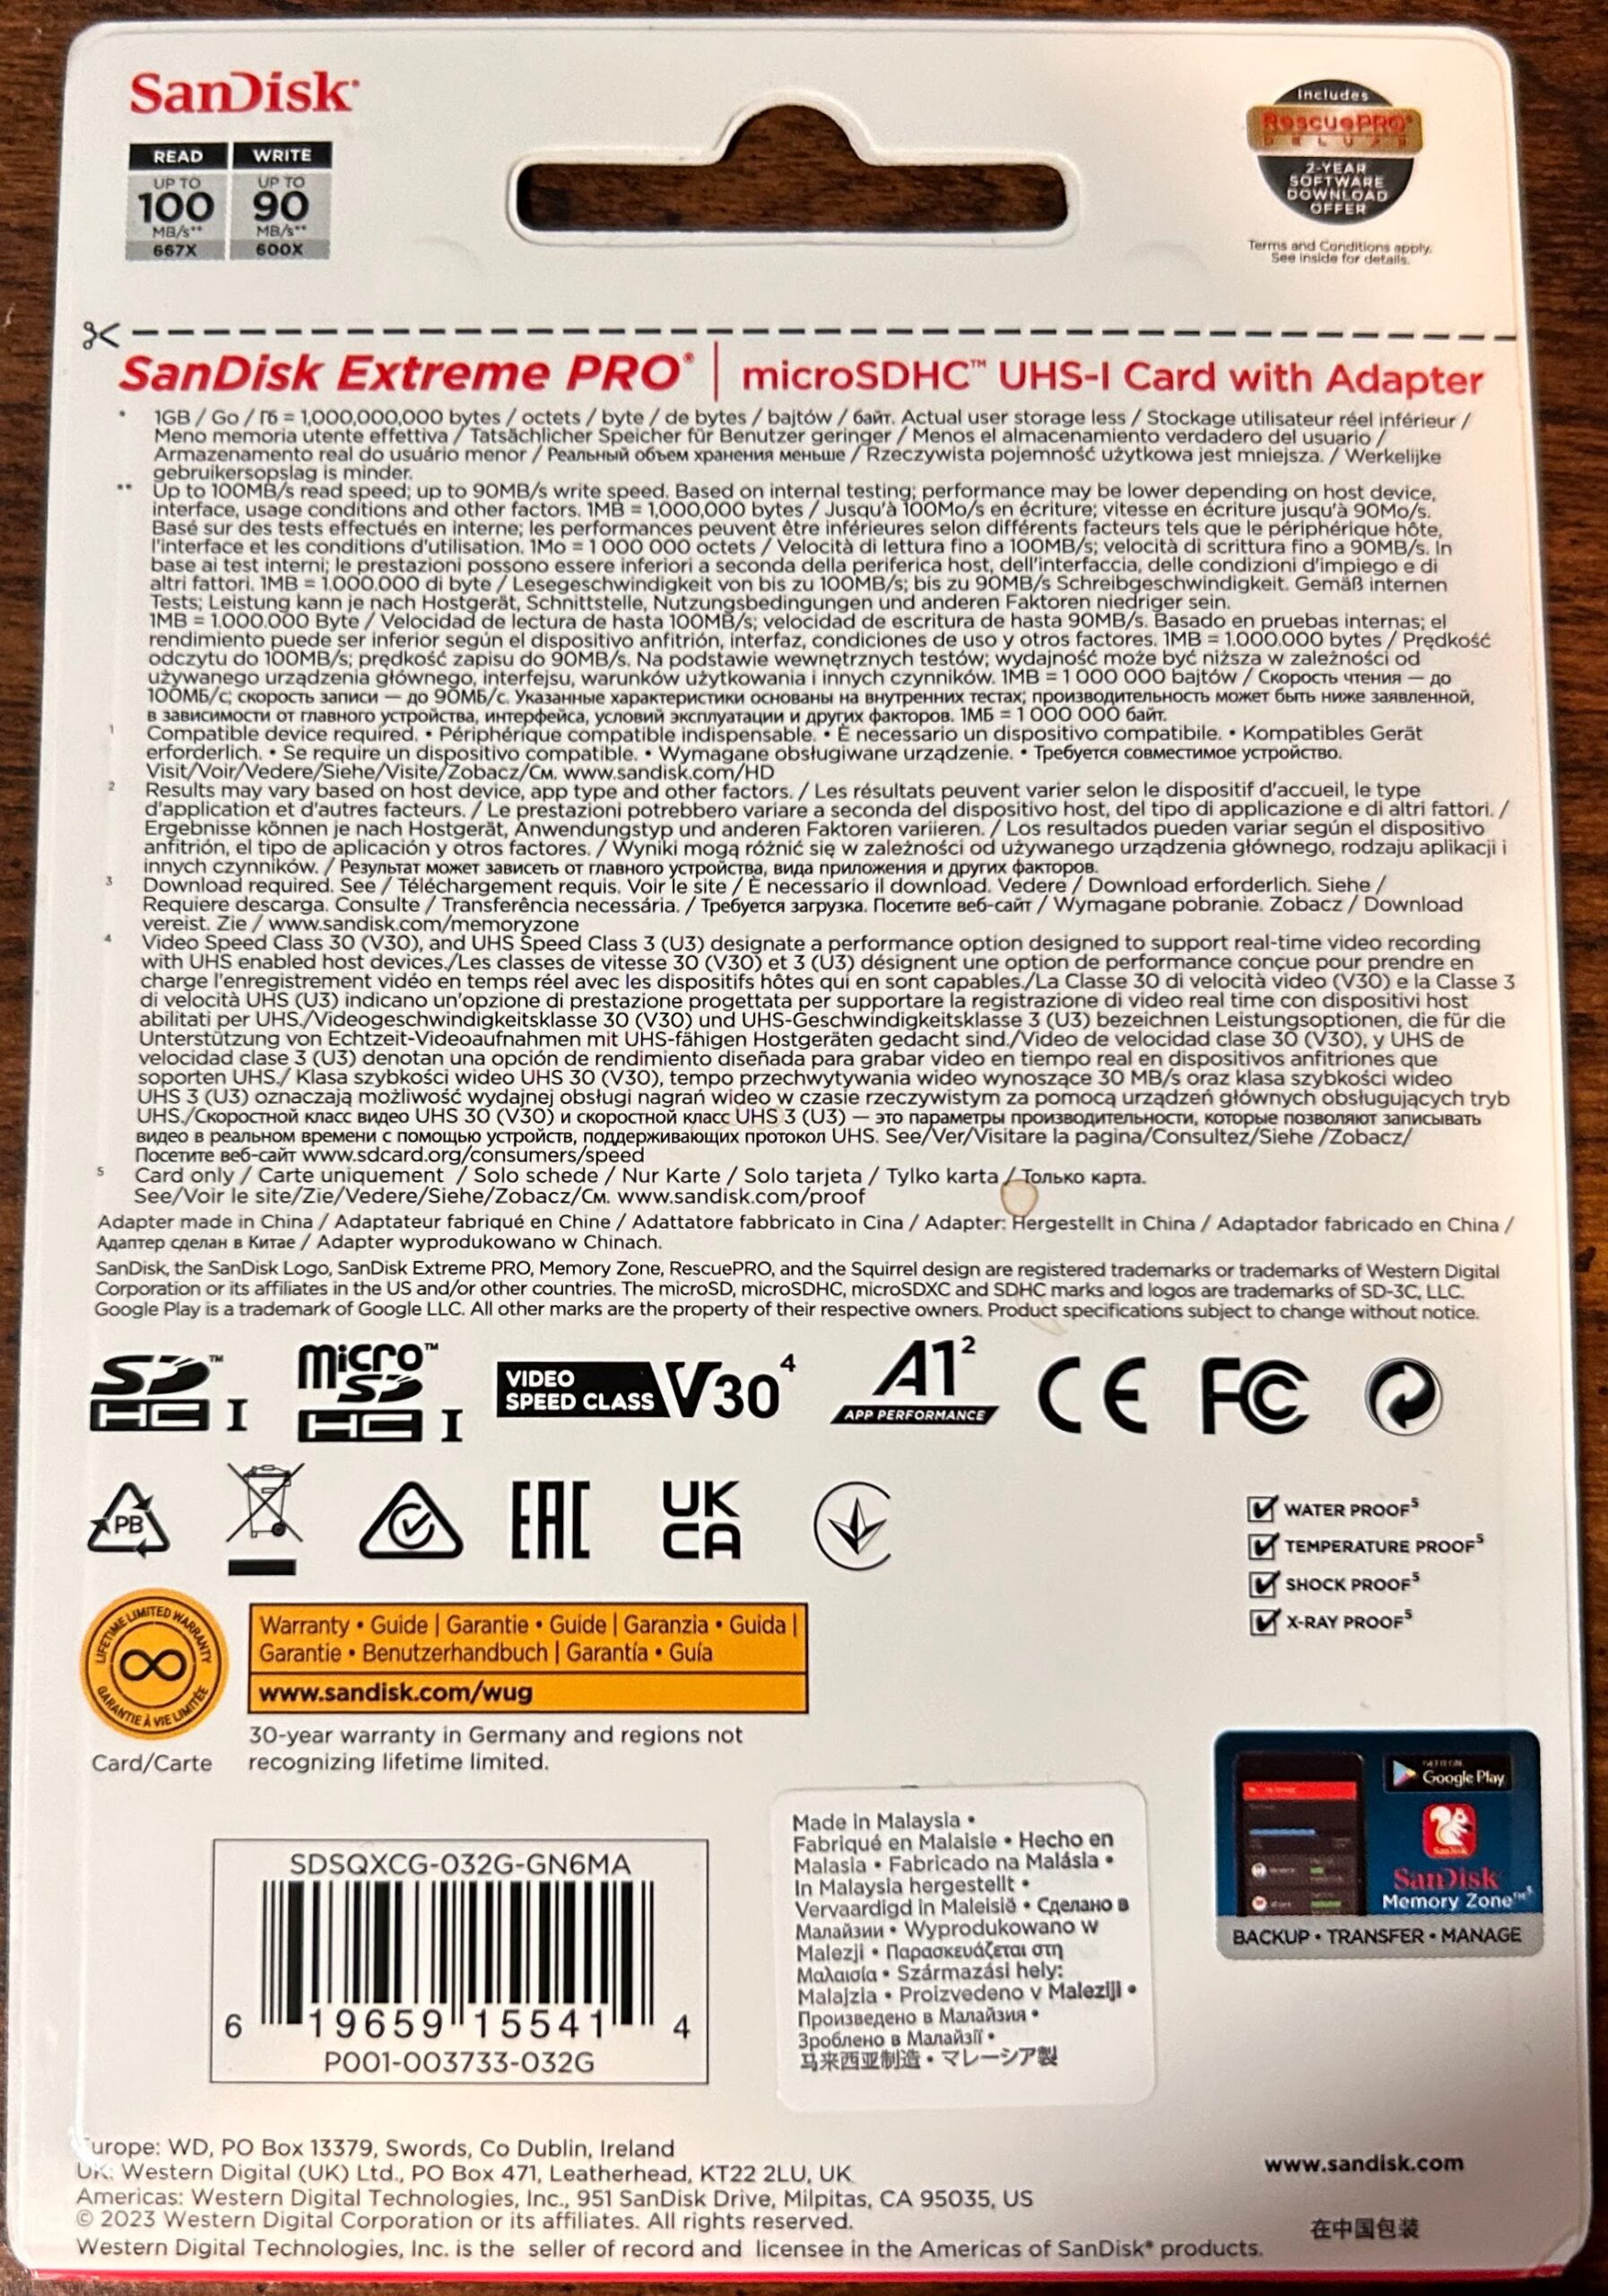 SanDisk®
READ WRITE
UP TO UP TO
100 90
MB/s** MB/s**
667X 600X
Includes
RescuePRO®
DELUXE
2-YEAR
SOFTWARE
DOWNLOAD
OFFER
Terms and Conditions apply.
See inside for details.
SanDisk Extreme PRO® | microSDHC™ UHS-I Card with Adapter
* 1GB / Go / Гб = 1,000,000,000 bytes / octets / byte / de bytes / bajtów / байт. Actual user storage less / Stockage utilisateur réel inférieur /
Meno memoria utente effettiva / Tatsächlicher Speicher für Benutzer geringer / Menos el almacenamiento verdadero del usuario /
Armazenamento real do usuário menor / Реальный объем хранения меньше / Rzeczywista pojemność użytkowa jest mniejsza. / Werkelijke
gebruikersopslag is minder.
** Up to 100MB/s read speed; up to 90MB/s write speed. Based on internal testing; performance may be lower depending on host device,
interface, usage conditions and other factors. 1MB = 1,000,000 bytes / Jusqu'à 100Mo/s en écriture; vitesse en écriture jusqu'à 90Mo/s.
Basé sur des tests effectués en interne; les performances peuvent être inférieures selon différents facteurs tels que le périphérique hôte,
l'interface et les conditions d'utilisation. 1Mo = 1 000 000 octets / Velocità di lettura fino a 100MB/s; velocità di scrittura fino a 90MB/s. In
base ai test interni; le prestazioni possono essere inferiori a seconda della periferica host, dell'interfaccia, delle condizioni d'impiego e di
altri fattori. 1MB = 1.000.000 di byte / Lesegeschwindigkeit von bis zu 100MB/s; bis zu 90MB/s Schreibgeschwindigkeit. Gemäß internen
Tests; Leistung kann je nach Hostgerät, Schnittstelle, Nutzungsbedingungen und anderen Faktoren niedriger sein.
1MB = 1.000.000 Byte / Velocidad de lectura de hasta 100MB/s; velocidad de escritura de hasta 90MB/s. Basado en pruebas internas; el
rendimiento puede ser inferior según el dispositivo anfitrión, interfaz, condiciones de uso y otros factores. 1MB = 1.000.000 bytes / Prędkość
odczytu do 100MB/s; prędkość zapisu do 90MB/s. Na podstawie wewnętrznych testów; wydajność może być niższa w zależności od
używanego urządzenia głównego, interfejsu, warunków użytkowania i innych czynników. 1MB = 1 000 000 bajtów / Скорость чтения — до
100МБ/с; скорость записи — до 90МБ/с. Указанные характеристики основаны на внутренних тестах; производительность может быть ниже заявленной,
в зависимости от главного устройства, интерфейса, условий эксплуатации и других факторов. 1МБ = 1 000 000 байт.
1 Compatible device required. • Périphérique compatible indispensable. • È necessario un dispositivo compatibile. • Kompatibles Gerät
erforderlich. • Se require un dispositivo compatible. • Wymagane obsługiwane urządzenie. • Требуется совместимое устройство.
Visit/Voir/Vedere/Siehe/Visite/Zobacz/См. www.sandisk.com/HD
2 Results may vary based on host device, app type and other factors. / Les résultats peuvent varier selon le dispositif d'accueil, le type
d'application et d'autres facteurs. / Le prestazioni potrebbero variare a seconda del dispositivo host, del tipo di applicazione e di altri fattori. /
Ergebnisse können je nach Hostgerät, Anwendungstyp und anderen Faktoren variieren. / Los resultados pueden variar según el dispositivo
anfitrión, el tipo de aplicación y otros factores. / Wyniki mogą różnić się w zależności od używanego urządzenia głównego, rodzaju aplikacji i
innych czynników. / Результат может зависеть от главного устройства, вида приложения и других факторов.
3 Download required. See / Téléchargement requis. Voir le site / È necessario il download. Vedere / Download erforderlich. Siehe /
Requiere descarga. Consulte / Transferência necessária. / Требуется загрузка. Посетите веб-сайт / Wymagane pobranie. Zobacz / Download
vereist. Zie / www.sandisk.com/memoryzone
4 Video Speed Class 30 (V30), and UHS Speed Class 3 (U3) designate a performance option designed to support real-time video recording
with UHS enabled host devices./Les classes de vitesse 30 (V30) et 3 (U3) désignent une option de performance conçue pour prendre en
charge l'enregistrement vidéo en temps réel avec les dispositifs hôtes qui en sont capables./La Classe 30 di velocità video (V30) e la Classe 3
di velocità UHS (U3) indicano un'opzione di prestazione progettata per supportare la registrazione di video real time con dispositivi host
abilitati per UHS./Videogeschwindigkeitsklasse 30 (V30) und UHS-Geschwindigkeitsklasse 3 (U3) bezeichnen Leistungsoptionen, die für die
Unterstützung von Echtzeit-Videoaufnahmen mit UHS-fähigen Hostgeräten gedacht sind./Video de velocidad clase 30 (V30), y UHS de
velocidad clase 3 (U3) denotan una opción de rendimiento diseñada para grabar video en tiempo real en dispositivos anfitriones que
soporten UHS./ Klasa szybkości wideo UHS 30 (V30), tempo przechwytywania wideo wynoszące 30 MB/s oraz klasa szybkości wideo
UHS 3 (U3) oznaczają możliwość wydajnej obsługi nagrań wideo w czasie rzeczywistym za pomocą urządzeń głównych obsługujących tryb
UHS./Скоростной класс видео UHS 30 (V30) и скоростной класс UHS 3 (U3) — это параметры производительности, которые позволяют записывать
видео в реальном времени с помощью устройств, поддерживающих протокол UHS. See/Ver/Visitare la pagina/Consultez/Siehe /Zobacz/
Посетите веб-сайт www.sdcard.org/consumers/speed
5 Card only / Carte uniquement / Solo schede / Nur Karte / Solo tarjeta / Tylko karta / Только карта.
See/Voir le site/Zie/Vedere/Siehe/Zobacz/См. www.sandisk.com/proof
Adapter made in China / Adaptateur fabriqué en Chine / Adattatore fabbricato in Cina / Adapter: Hergestellt in China / Adaptador fabricado en China /
Адаптер сделан в Китае / Adapter wyprodukowano w Chinach.
SanDisk, the SanDisk Logo, SanDisk Extreme PRO, Memory Zone, RescuePRO, and the Squirrel design are registered trademarks or trademarks of Western Digital
Corporation or its affiliates in the US and/or other countries. The microSD, microSDHC, microSDXC and SDHC marks and logos are trademarks of SD-3C, LLC.
Google Play is a trademark of Google LLC. All other marks are the property of their respective owners. Product specifications subject to change without notice.
SD™ HC I micro™ SD HC I VIDEO SPEED CLASS V30⁴ A1² APP PERFORMANCE CE FC
PB EAC UK CA
WATER PROOF⁵
TEMPERATURE PROOF⁵
SHOCK PROOF⁵
X-RAY PROOF⁵
LIFETIME LIMITED WARRANTY
GARANTIE À VIE LIMITÉE
Card/Carte
Warranty • Guide | Garantie • Guide | Garanzia • Guida |
Garantie • Benutzerhandbuch | Garantía • Guía
www.sandisk.com/wug
30-year warranty in Germany and regions not
recognizing lifetime limited.
Google Play
SanDisk
SanDisk
Memory Zone™³
BACKUP • TRANSFER • MANAGE
SDSQXCG-032G-GN6MA
6 19659 15541 4
P001-003733-032G
Made in Malaysia •
Fabriqué en Malaisie • Hecho en
Malasia • Fabricado na Malásia •
In Malaysia hergestellt •
Vervaardigd in Maleisië • Сделано в
Малайзии • Wyprodukowano w
Malezji • Παρασκευάζεται στη
Μαλαισία • Származási hely:
Malajzia • Proizvedeno v Maleziji •
Произведено в Малайзия •
Зроблено в Малайзії •
马来西亚制造 • マレーシア製
Europe: WD, PO Box 13379, Swords, Co Dublin, Ireland
UK: Western Digital (UK) Ltd., PO Box 471, Leatherhead, KT22 2LU, UK
Americas: Western Digital Technologies, Inc., 951 SanDisk Drive, Milpitas, CA 95035, US
© 2023 Western Digital Corporation or its affiliates. All rights reserved.
Western Digital Technologies, Inc. is the seller of record and licensee in the Americas of SanDisk® products.
www.sandisk.com
在中国包装